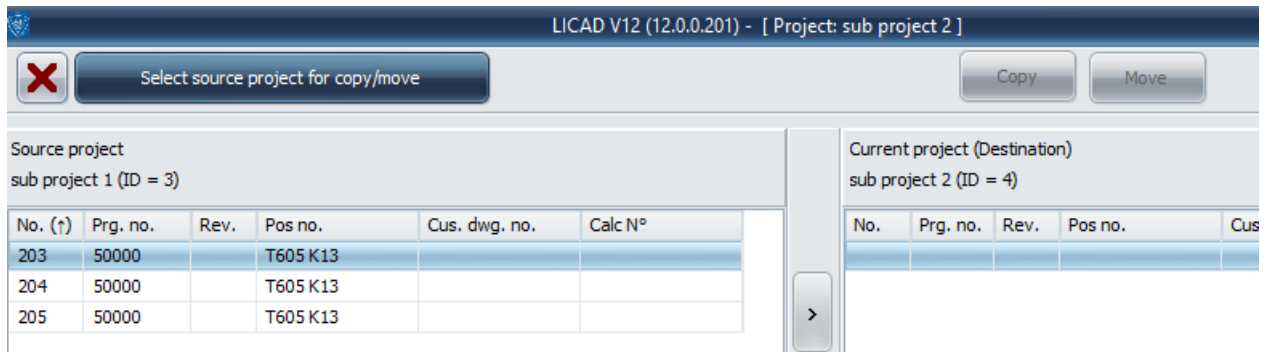 LICAD V12 (12.0.0.201) - [ Project: sub project 2 ]
Select source project for copy/move
Copy
Move
Source project
sub project 1 (ID = 3)
Current project (Destination)
sub project 2 (ID = 4)
No. (↑) Prg. no. Rev. Pos no. Cus. dwg. no. Calc N°
203 50000 T605 K13
204 50000 T605 K13
205 50000 T605 K13
>
No. Prg. no. Rev. Pos no. Cus